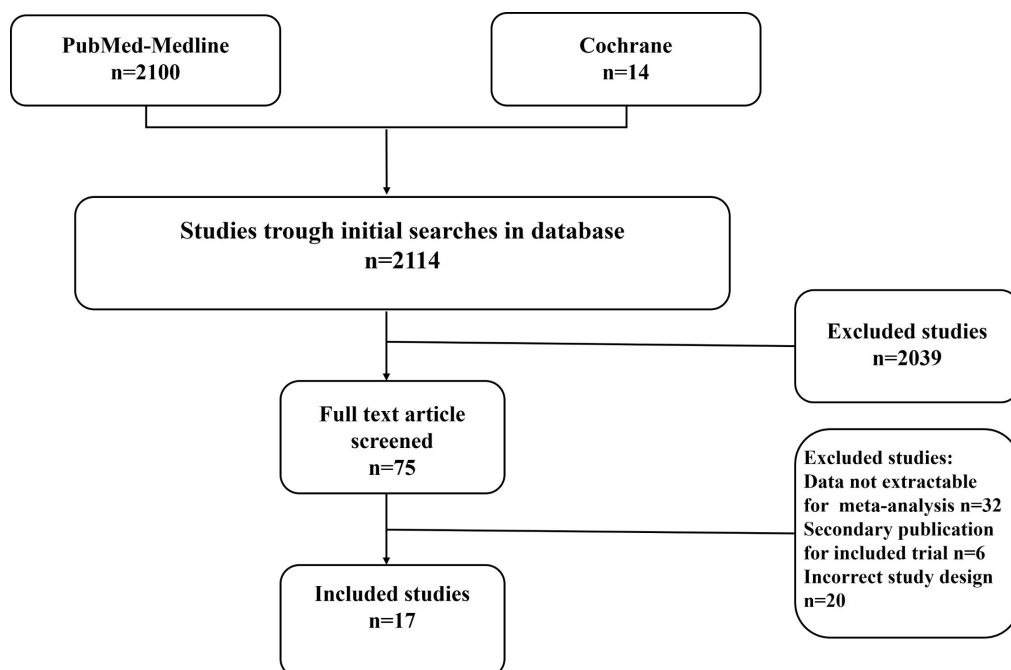 PubMed-Medline
n=2100
Cochrane
n=14
Studies trough initial searches in database
n=2114
Excluded studies
n=2039
Full text article
screened
n=75
Excluded studies:
Data not extractable
for meta-analysis n=32
Secondary publication
for included trial n=6
Incorrect study design
n=20
Included studies
n=17